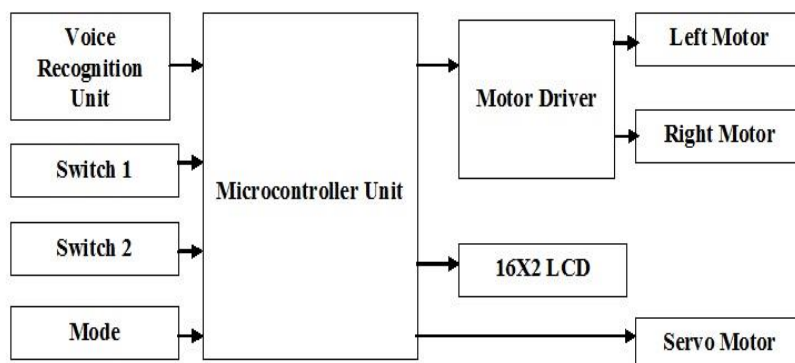 Voice
Recognition
Unit
Switch 1
Switch 2
Mode
Microcontroller Unit
Motor Driver
16X2 LCD
Left Motor
Right Motor
Servo Motor